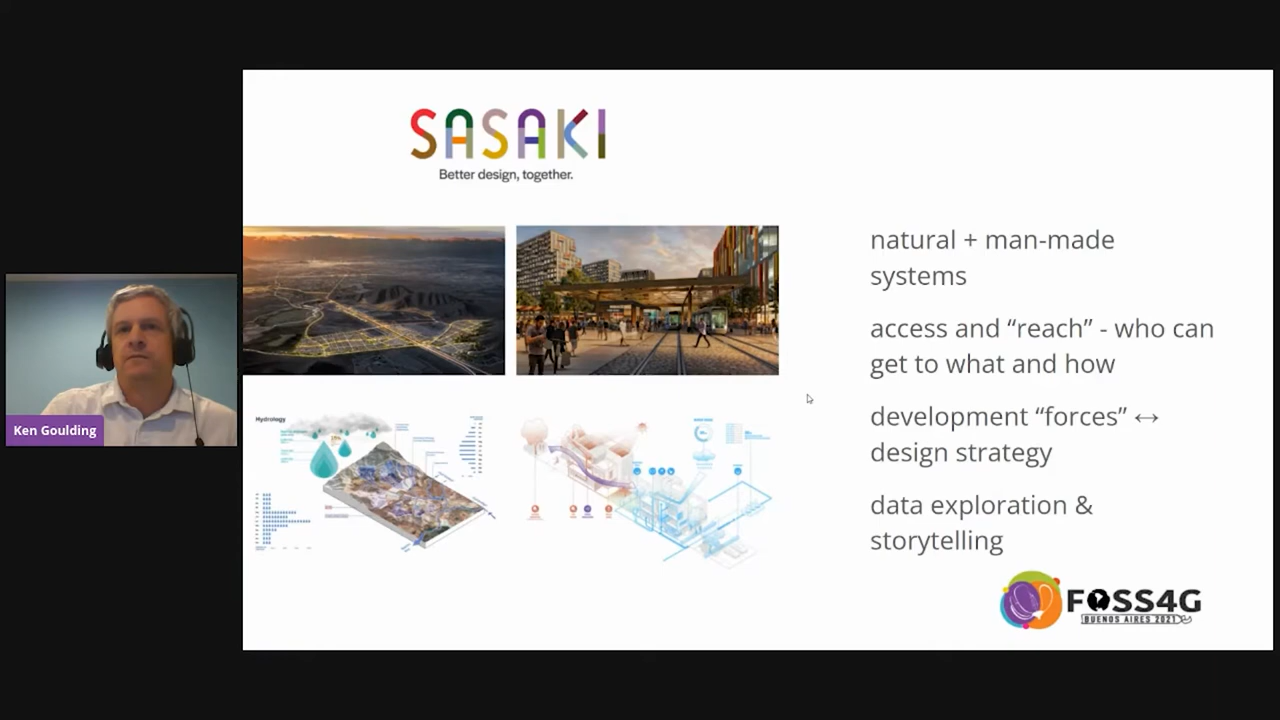 SASAKI
Better design, together.
natural + man-made
systems
access and “reach” - who can
get to what and how
development “forces” ↔
design strategy
data exploration &
storytelling
Ken Goulding
Hydrology
FOSS4G
BUENOS AIRES 2021